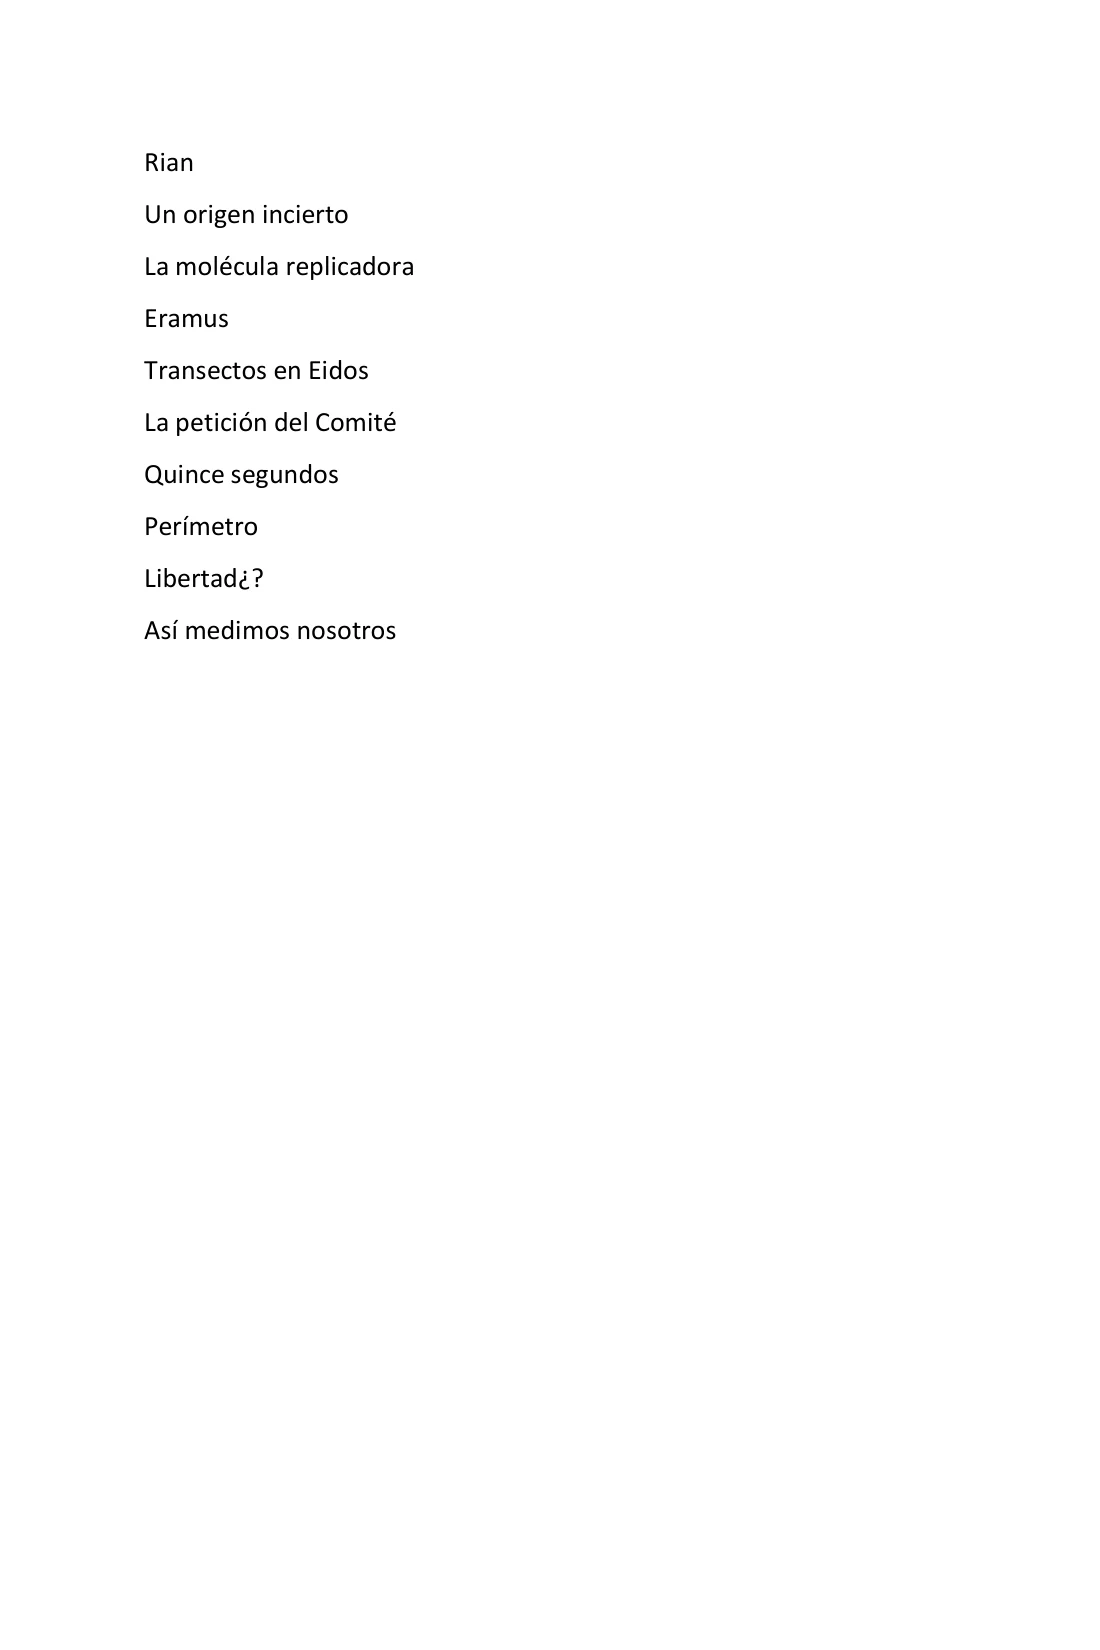 Rian
Un origen incierto
La molécula replicadora
Eramus
Transectos en Eidos
La petición del Comité
Quince segundos
Perímetro
Libertad¿?
Así medimos nosotros